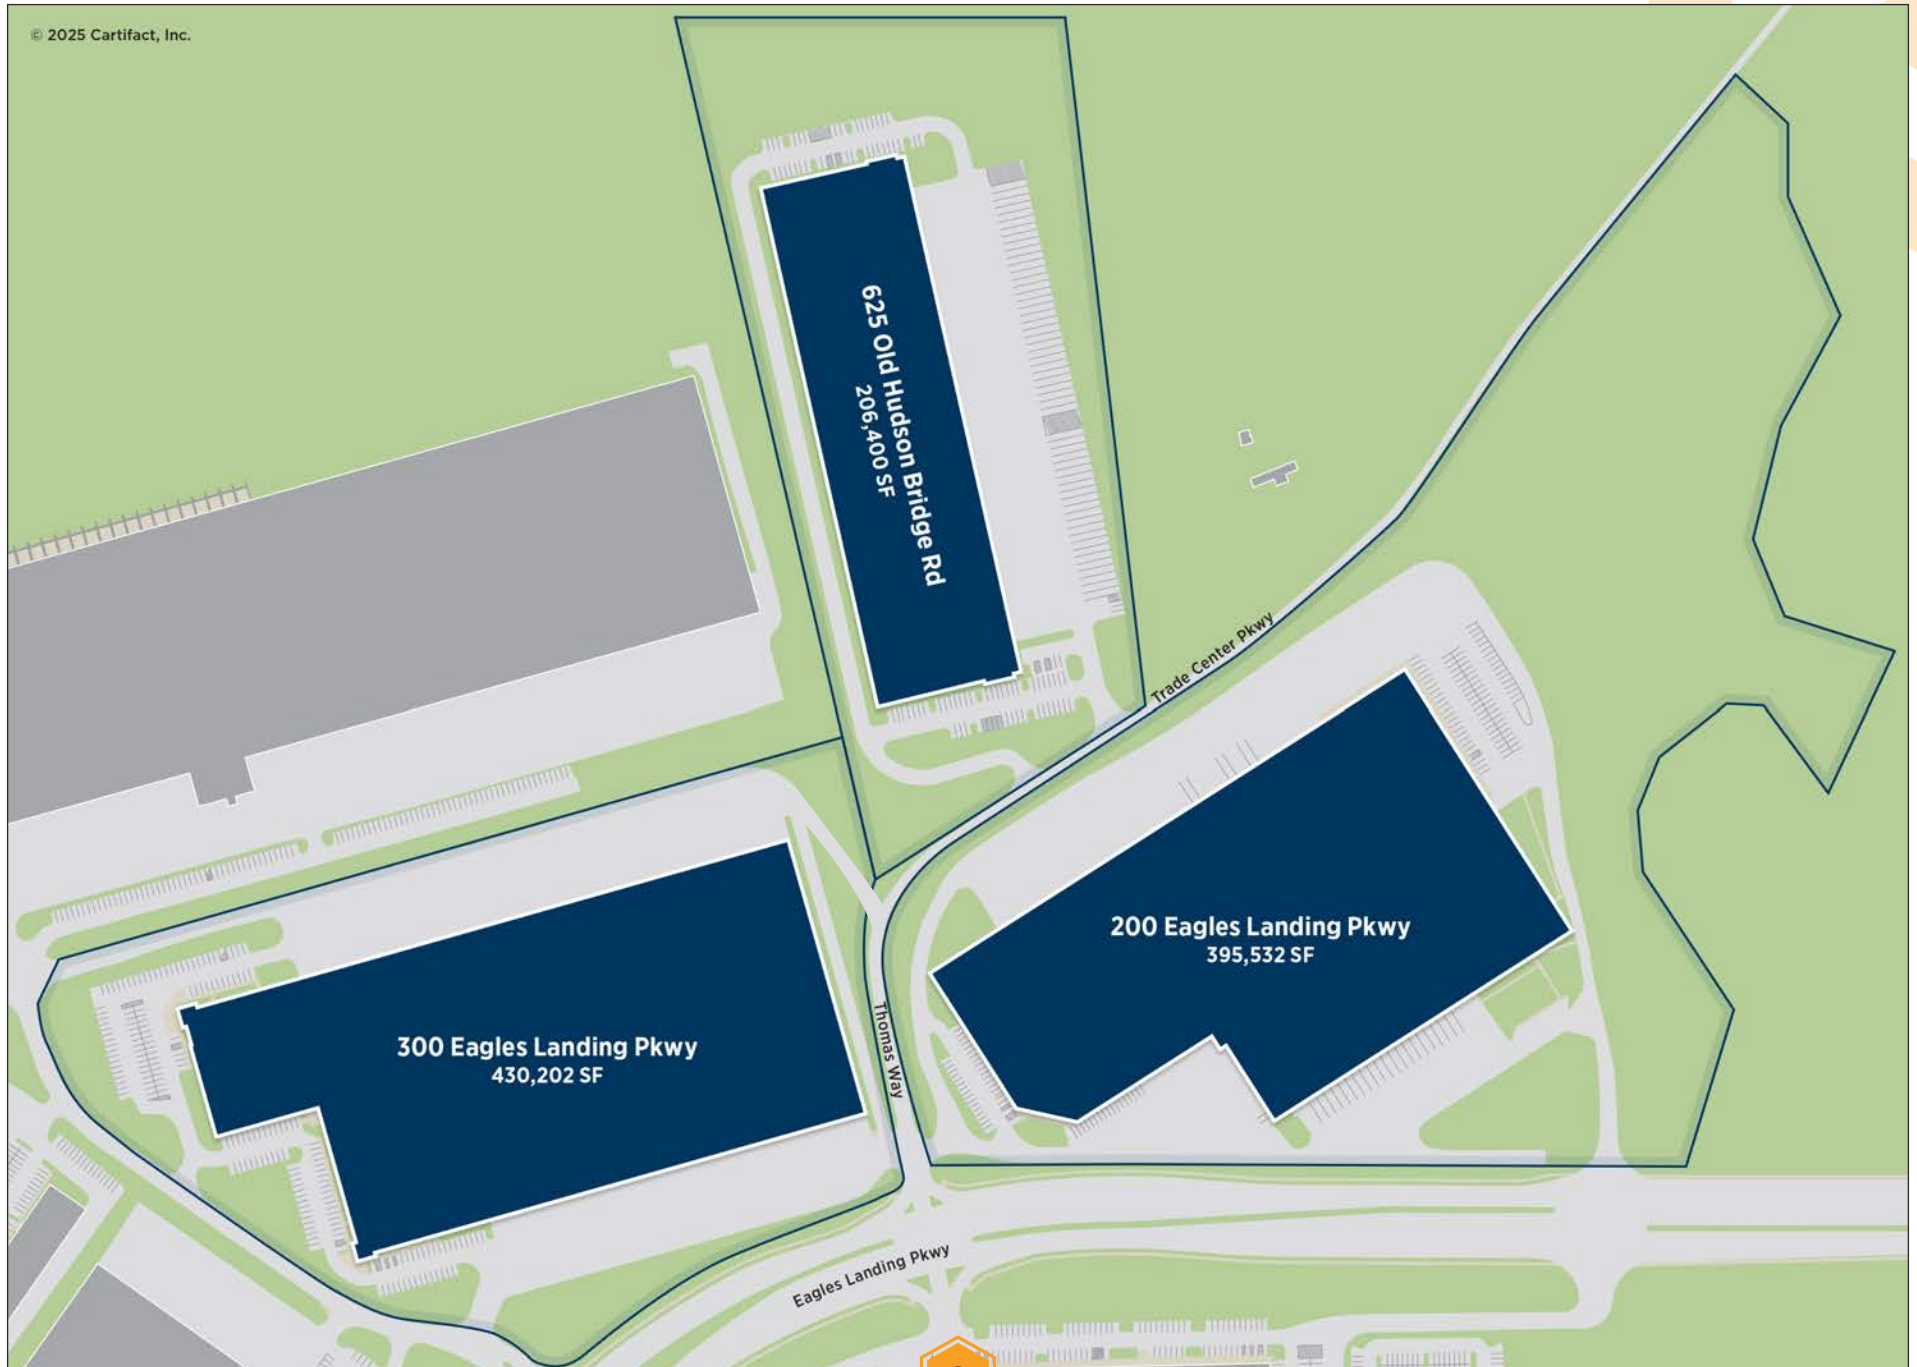 © 2025 Cartifact, Inc.
625 Old Hudson Bridge Rd
206,400 SF
Trade Center Pkwy
200 Eagles Landing Pkwy
395,532 SF
300 Eagles Landing Pkwy
430,202 SF
Thomas Way
Eagles Landing Pkwy